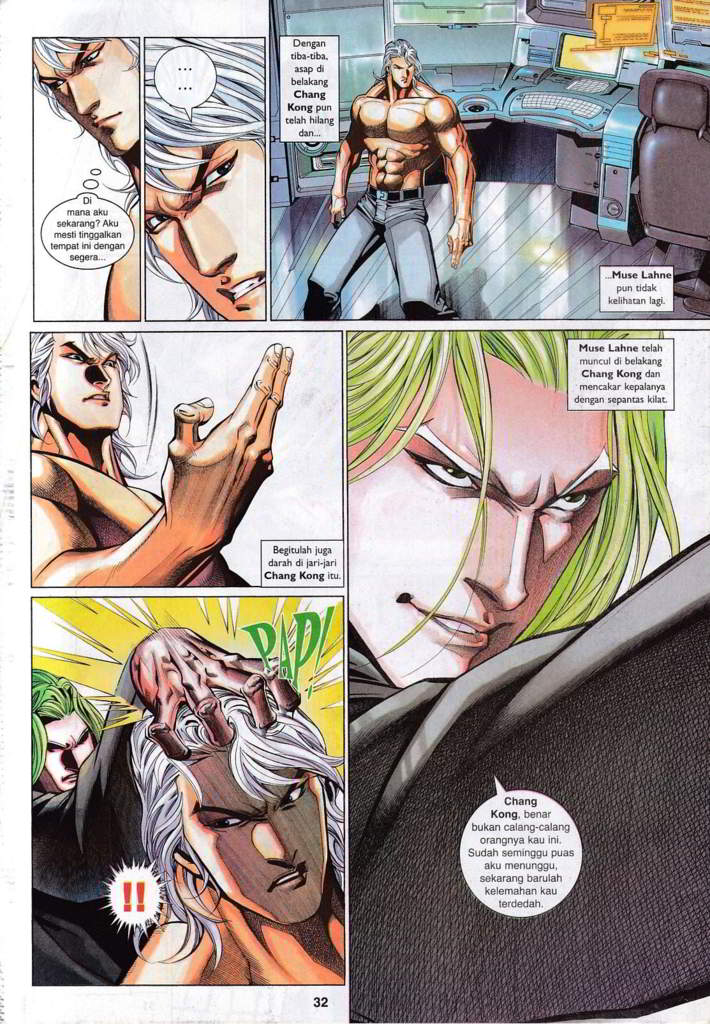 ...
...
Di
mana aku
sekarang? Aku
mesti tinggalkan
tempat ini dengan
segera...
Dengan
tiba-tiba,
asap di
belakang
Chang
Kong pun
telah hilang
dan...
...Muse Lahne
pun tidak
kelihatan lagi.
Begitulah juga
darah di jari-jari
Chang Kong itu.
Muse Lahne telah
muncul di belakang
Chang Kong dan
mencakar kepalanya
dengan sepantas kilat.
PAP!
!!
Chang
Kong, benar
bukan calang-calang
orangnya kau ini.
Sudah seminggu puas
aku menunggu,
sekarang barulah
kelemahan kau
terdedah.
32